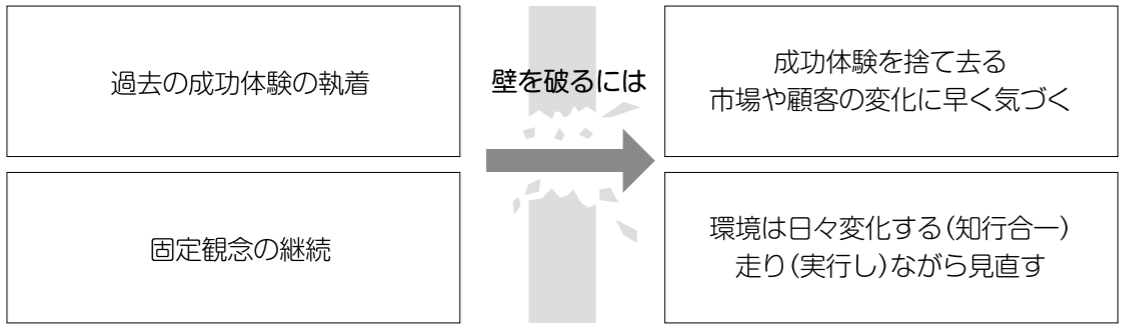 過去の成功体験の執着
壁を破るには
成功体験を捨て去る
市場や顧客の変化に早く気づく
固定観念の継続
環境は日々変化する(知行合一)
走り(実行し)ながら見直す